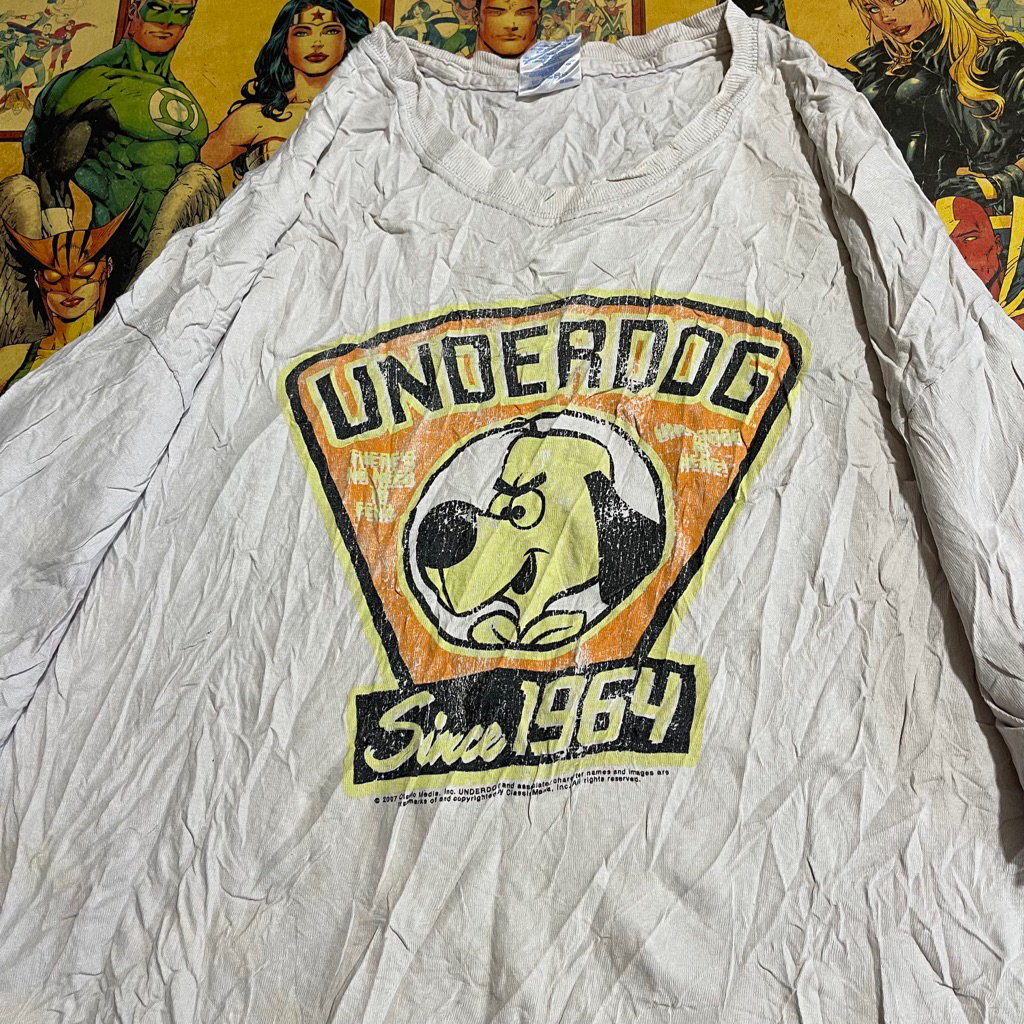 UNDERDOG
THERE'S
NO NEED
TO
FEAR
UNDERDOG
IS
HERE!
Since 1964
© 2007 Classic Media, Inc. UNDERDOG and associated character names and images are
trademarks of and copyrighted by Classic Media, Inc. All rights reserved.